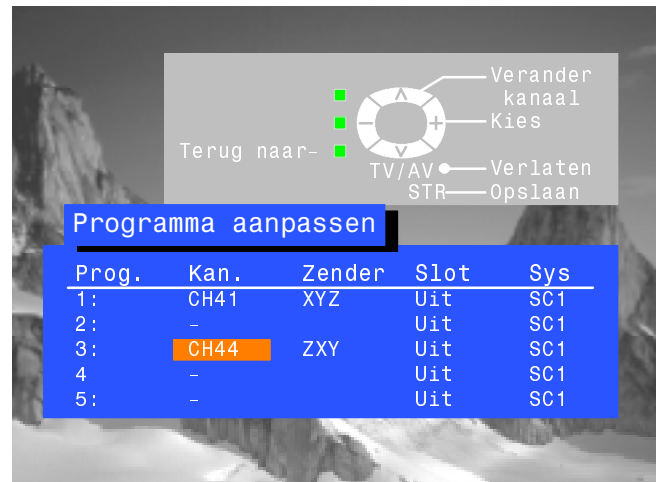 Verander
kanaal
Kies
Terug naar-
TV/AV Verlaten
STR Opslaan
Programma aanpassen
Prog. Kan. Zender Slot Sys
1: CH41 XYZ Uit SC1
2: - Uit SC1
3: CH44 ZXY Uit SC1
4 - Uit SC1
5: - Uit SC1